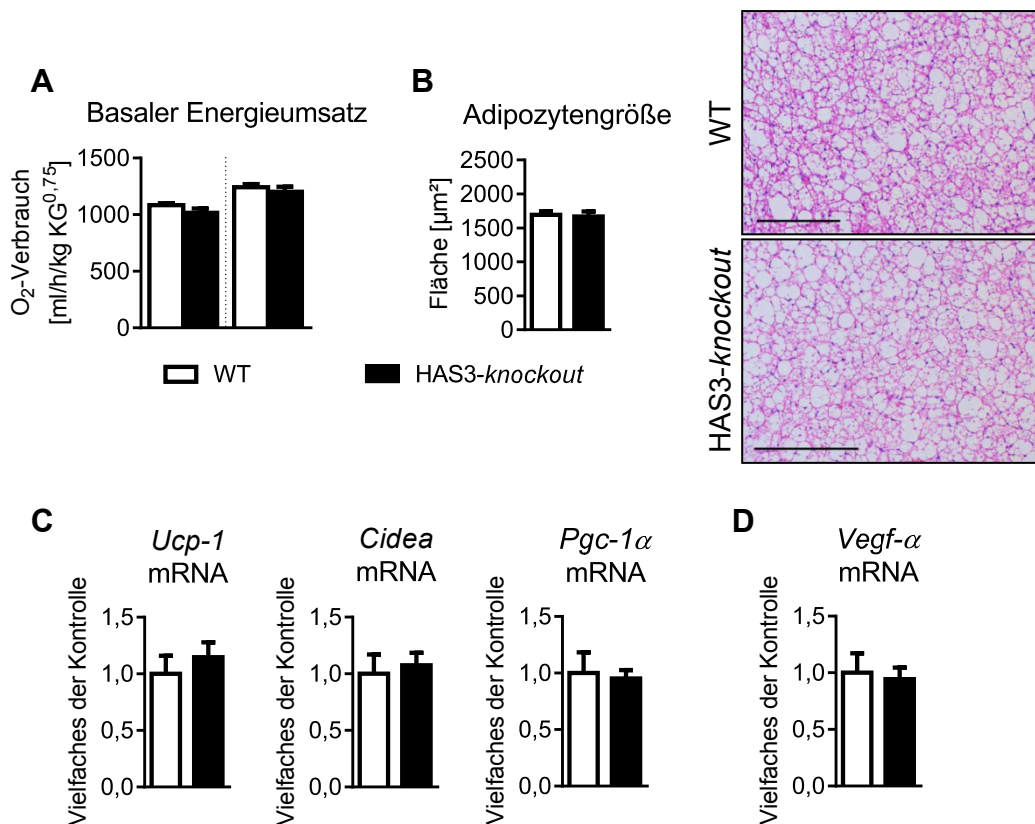 A
Basaler Energieumsatz
O₂-Verbrauch
[ml/h/kg KG⁰,⁷⁵]
1500
1000
500
0
B
Adipozytengröße
Fläche [µm²]
2500
2000
1500
1000
500
0
WT
HAS3-knockout
WT
HAS3-knockout
C
Ucp-1
mRNA
Vielfaches der Kontrolle
1,5
1,0
0,5
0,0
Cidea
mRNA
Vielfaches der Kontrolle
1,5
1,0
0,5
0,0
Pgc-1α
mRNA
Vielfaches der Kontrolle
1,5
1,0
0,5
0,0
D
Vegf-α
mRNA
Vielfaches der Kontrolle
1,5
1,0
0,5
0,0